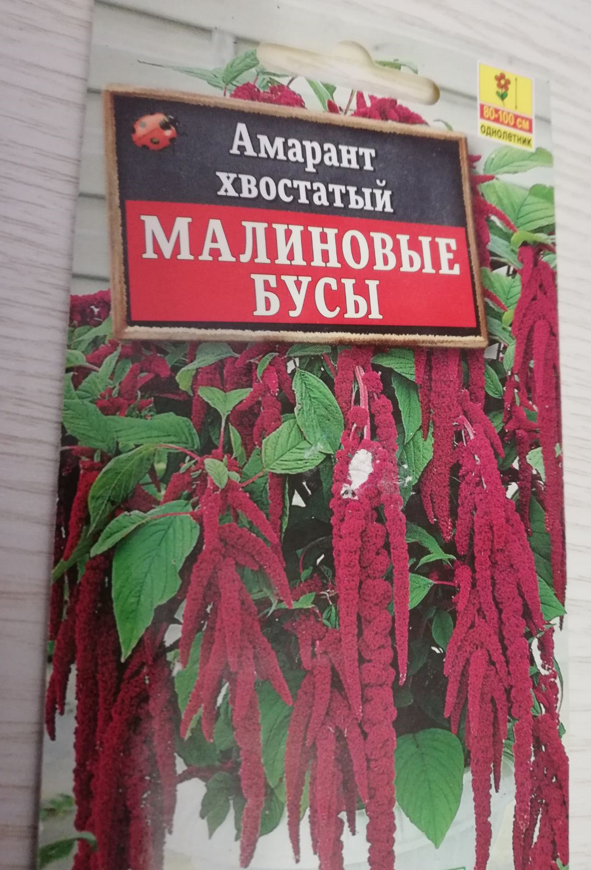 80-100 см
однолетник
Амарант
хвостатый
МАЛИНОВЫЕ
БУСЫ